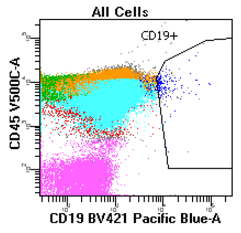 All Cells
CD19+
CD45 V500C-A
CD19 BV421 Pacific Blue-A